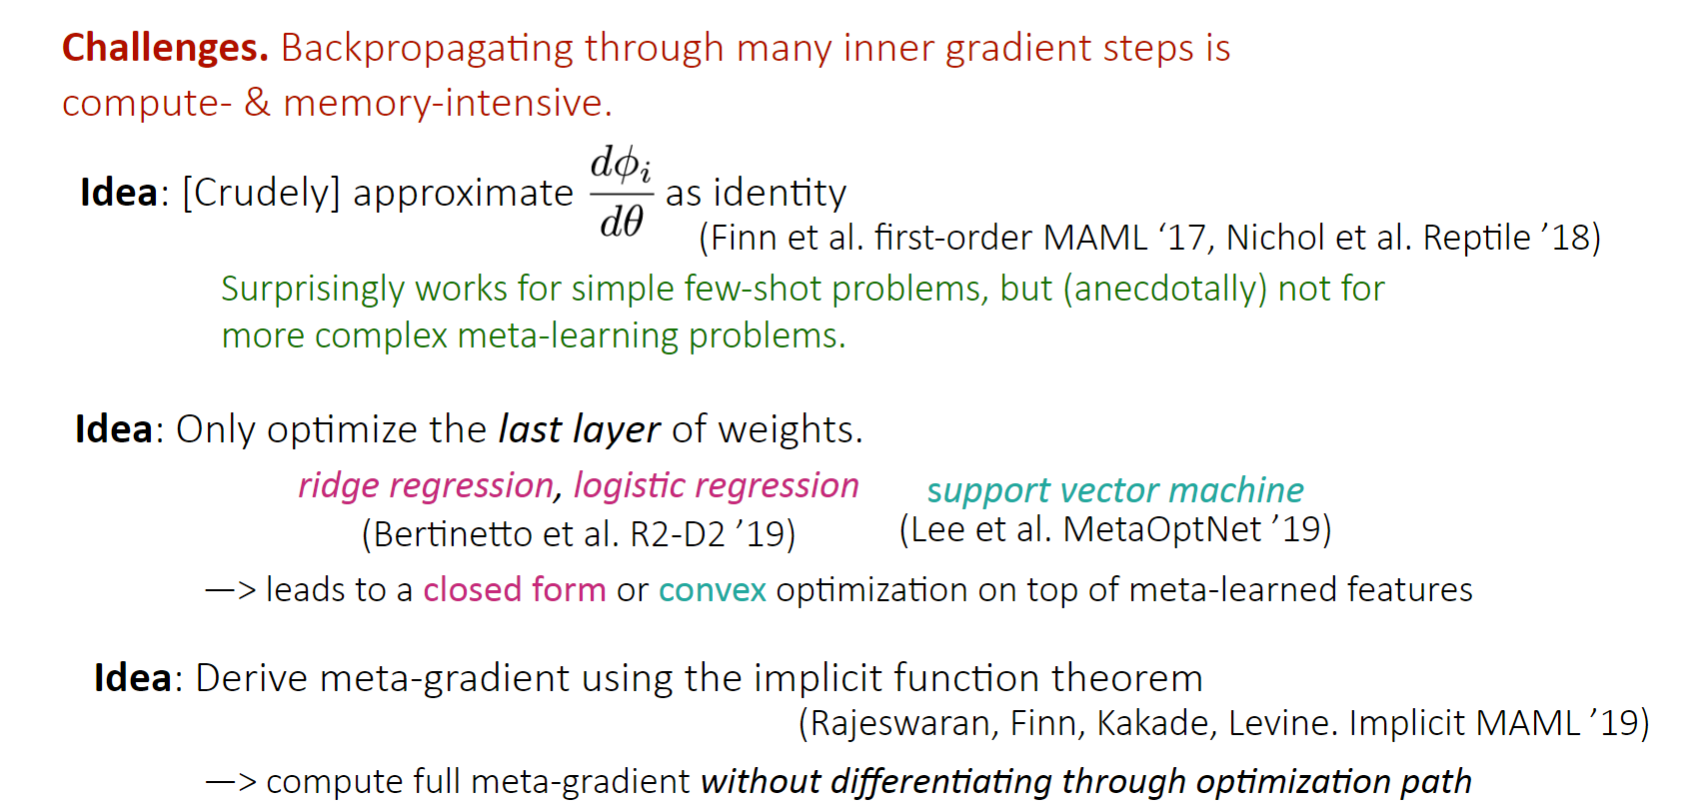 Challenges. Backpropagating through many inner gradient steps is
compute- & memory-intensive.
Idea: [Crudely] approximate dϕᵢ/dθ as identity
(Finn et al. first-order MAML ‘17, Nichol et al. Reptile ’18)
Surprisingly works for simple few-shot problems, but (anecdotally) not for
more complex meta-learning problems.
Idea: Only optimize the last layer of weights.
ridge regression, logistic regression support vector machine
(Bertinetto et al. R2-D2 ’19) (Lee et al. MetaOptNet ’19)
—> leads to a closed form or convex optimization on top of meta-learned features
Idea: Derive meta-gradient using the implicit function theorem
(Rajeswaran, Finn, Kakade, Levine. Implicit MAML ’19)
—> compute full meta-gradient without differentiating through optimization path